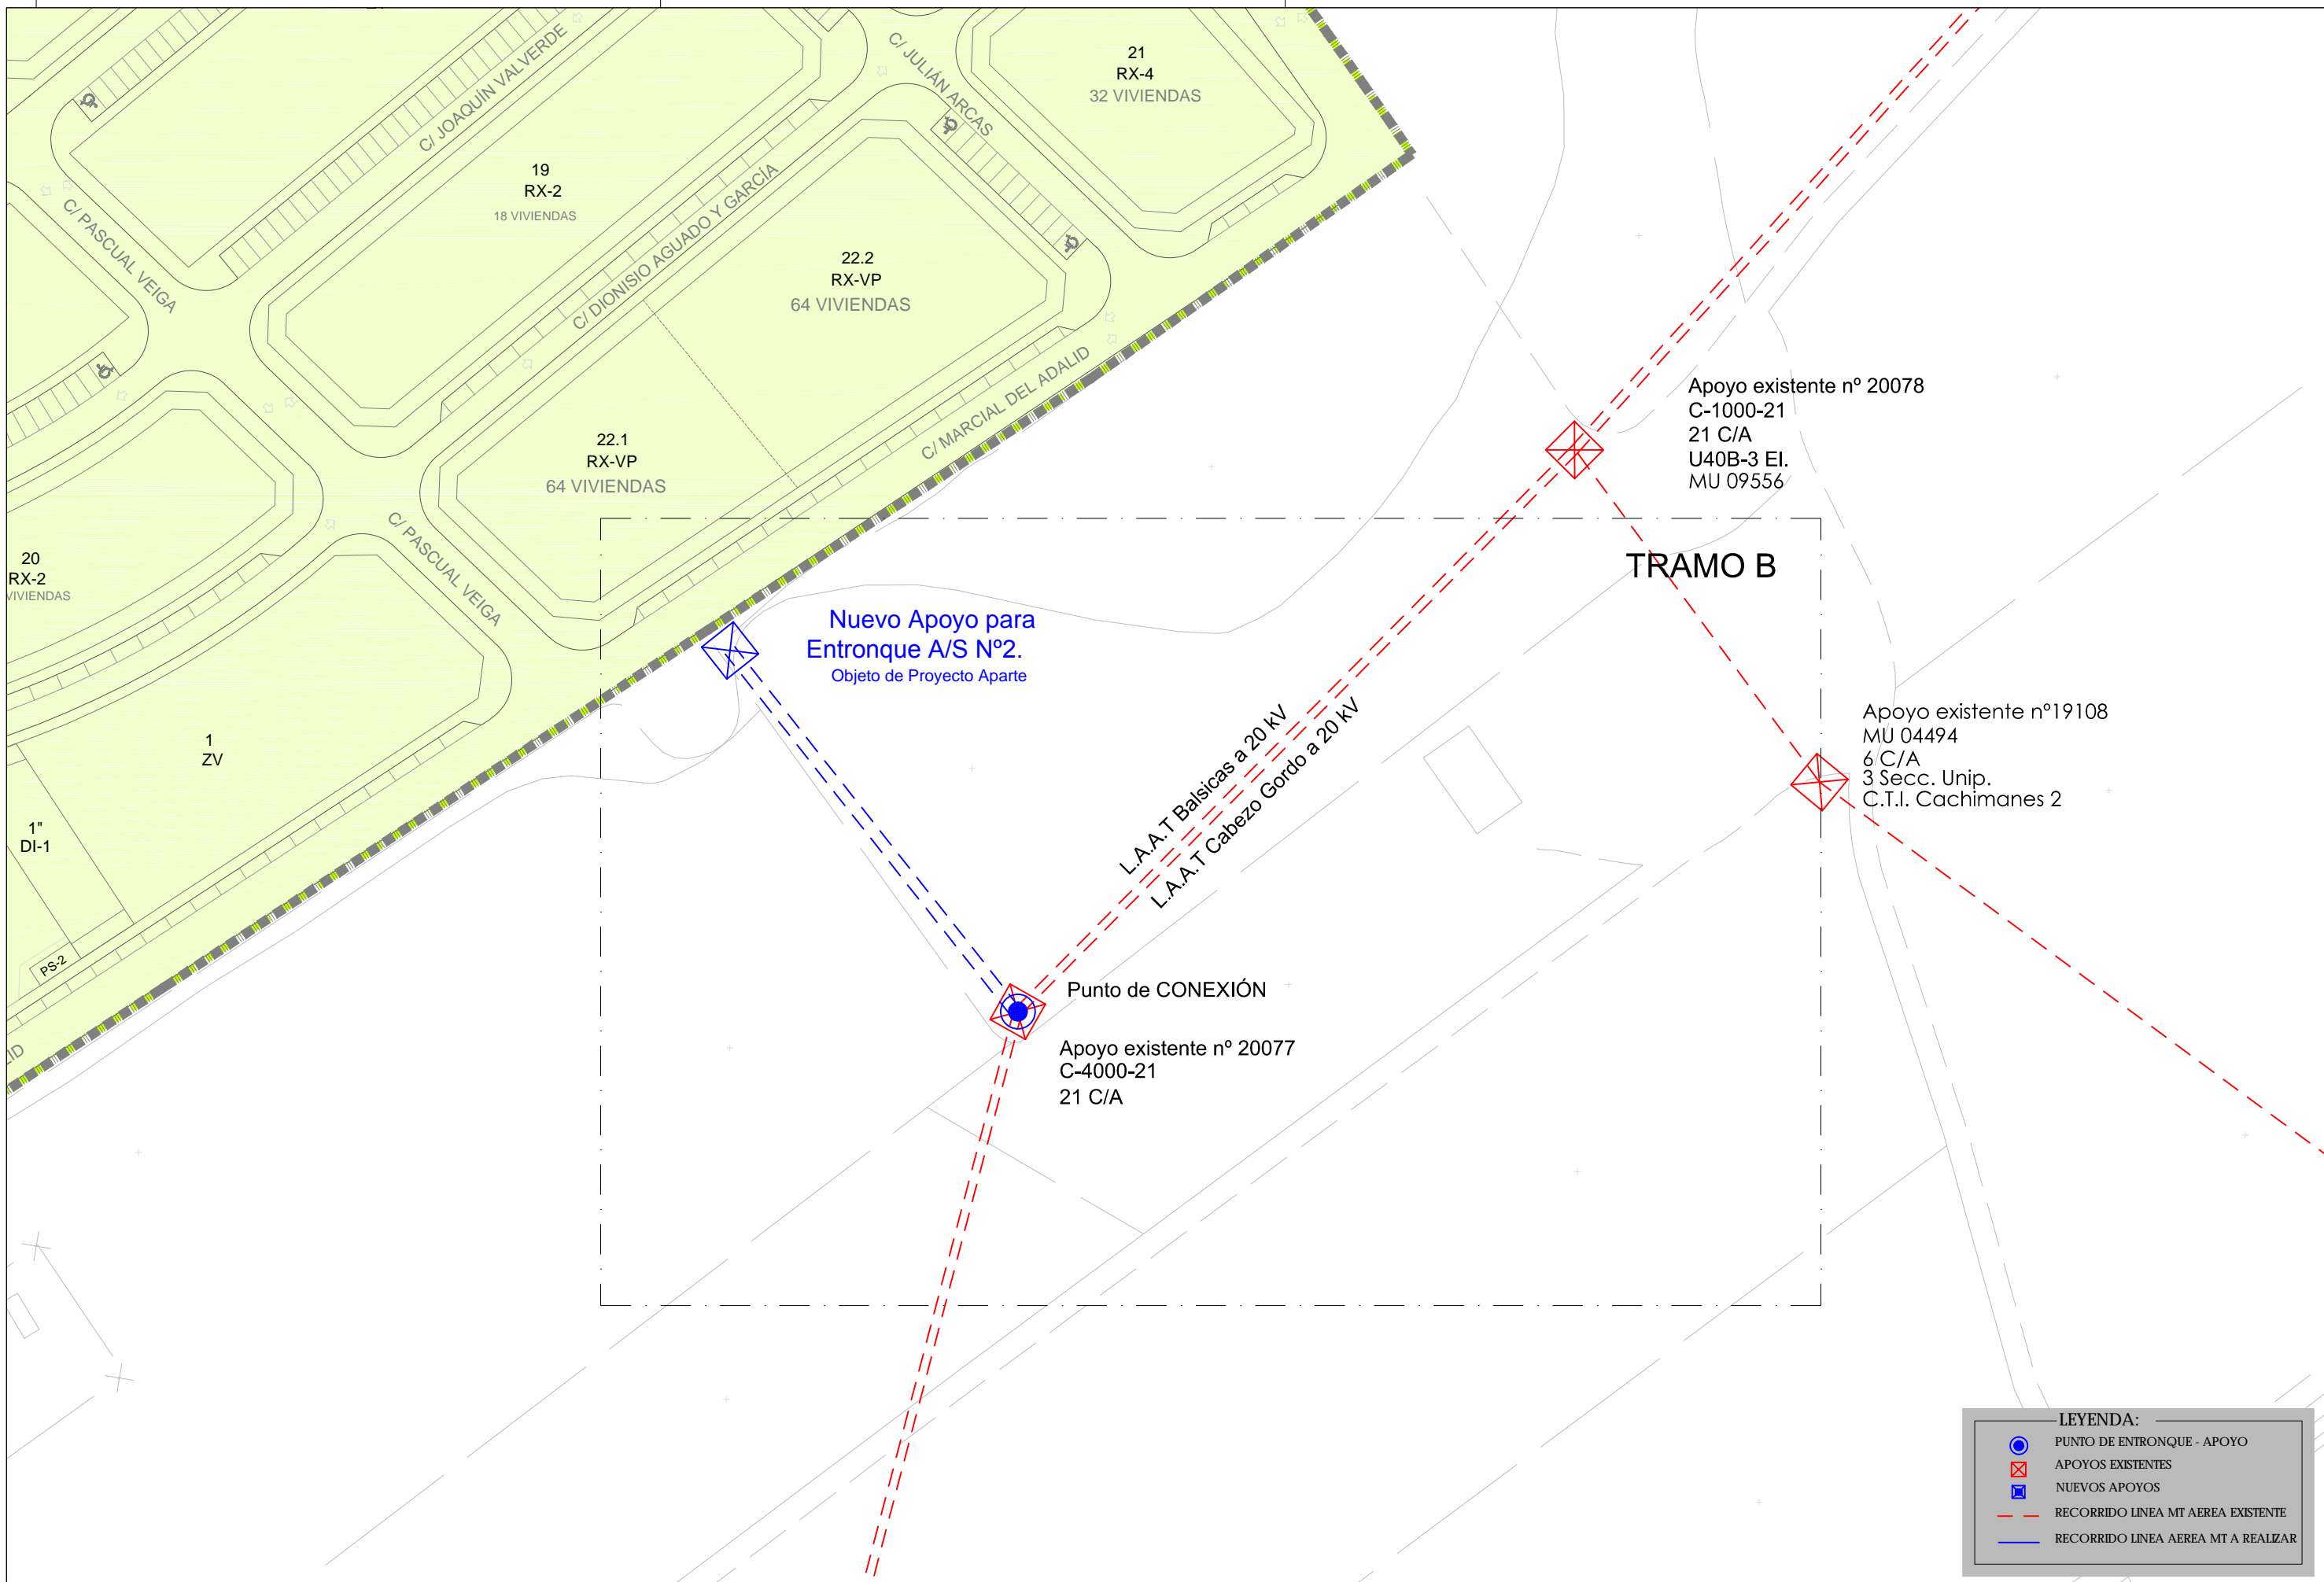 C/ JOAQUÍN VALVERDE
C/ JULIÁN ARCAS
21
RX-4
32 VIVIENDAS
19
RX-2
18 VIVIENDAS
C/ PASCUAL VEIGA
C/ DIONISIO AGUADO Y GARCÍA
22.2
RX-VP
64 VIVIENDAS
C/ MARCIAL DEL ADALID
22.1
RX-VP
64 VIVIENDAS
C/ PASCUAL VEIGA
20
RX-2
VIVIENDAS
1
ZV
1"
DI-1
PS-2
LID
Apoyo existente nº 20078
C-1000-21
21 C/A
U40B-3 El.
MU 09556
TRAMO B
Nuevo Apoyo para
Entronque A/S Nº2.
Objeto de Proyecto Aparte
L.A.A.T Balsicas a 20 kV
L.A.A.T Cabezo Gordo a 20 kV
Apoyo existente nº19108
MU 04494
6 C/A
3 Secc. Unip.
C.T.I. Cachimanes 2
Punto de CONEXIÓN
Apoyo existente nº 20077
C-4000-21
21 C/A
LEYENDA:
PUNTO DE ENTRONQUE - APOYO
APOYOS EXISTENTES
NUEVOS APOYOS
RECORRIDO LINEA MT AEREA EXISTENTE
RECORRIDO LINEA AEREA MT A REALIZAR